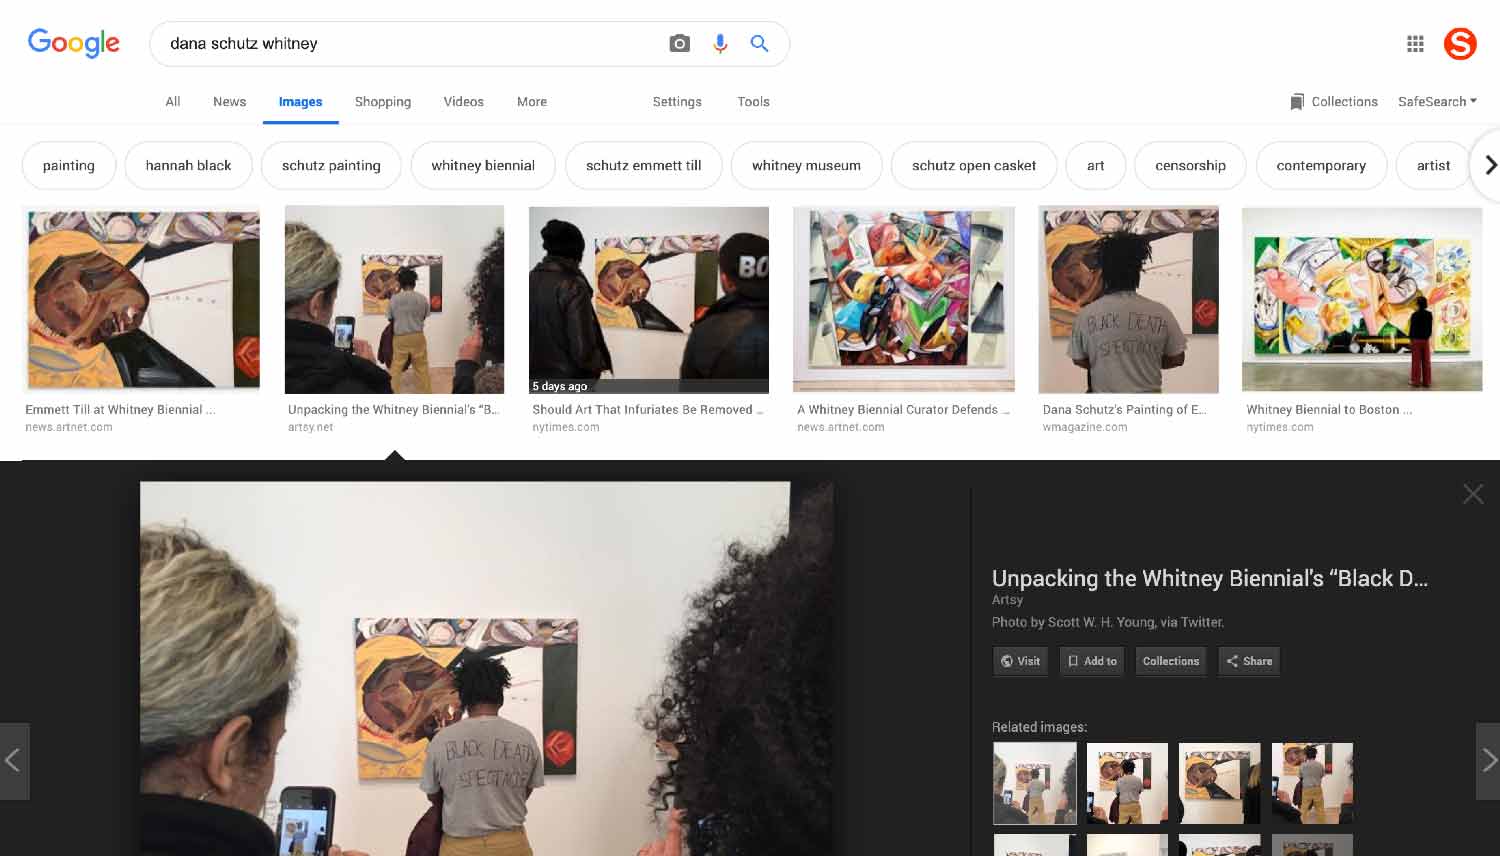 Google
dana schutz whitney
S
All News Images Shopping Videos More Settings Tools
Collections SafeSearch
painting hannah black schutz painting whitney biennial schutz emmett till whitney museum schutz open casket art censorship contemporary artist
BO
BLACK DEATH
SPECTACLE
5 days ago
Emmett Till at Whitney Biennial ...
news.artnet.com
Unpacking the Whitney Biennial's “B...
artsy.net
Should Art That Infuriates Be Removed ...
nytimes.com
A Whitney Biennial Curator Defends ...
news.artnet.com
Dana Schutz's Painting of E...
wmagazine.com
Whitney Biennial to Boston ...
nytimes.com
BLACK DEATH
SPECTACLE
Unpacking the Whitney Biennial's “Black D...
Artsy
Photo by Scott W. H. Young, via Twitter.
Visit Add to Collections Share
Related images: